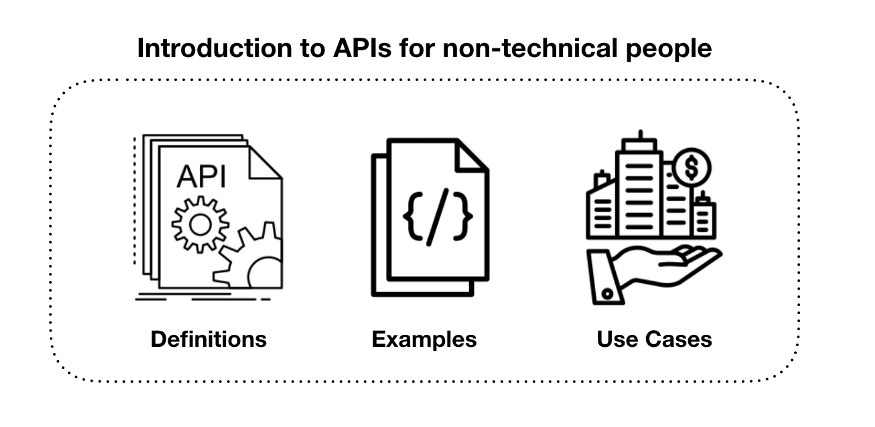 Introduction to APIs for non-technical people
API
{/}
$
Definitions
Examples
Use Cases